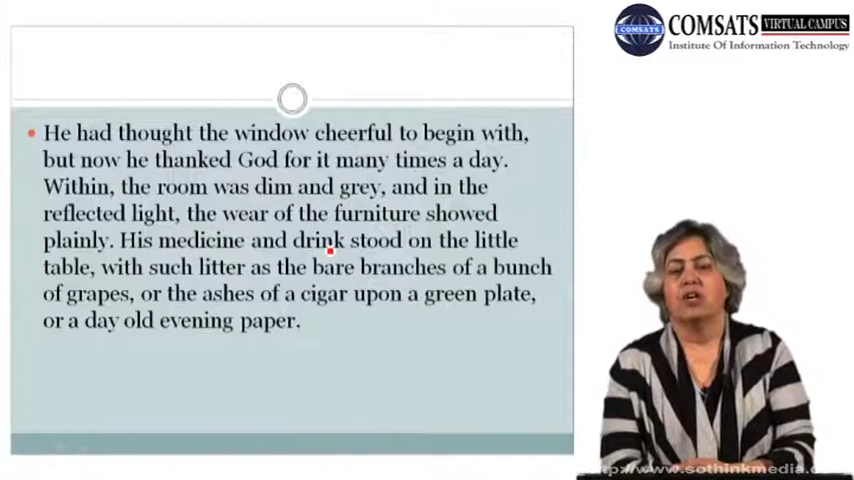 COMSATS VIRTUAL CAMPUS
COMSATS
Institute Of Information Technology
He had thought the window cheerful to begin with,
but now he thanked God for it many times a day.
Within, the room was dim and grey, and in the
reflected light, the wear of the furniture showed
plainly. His medicine and drink stood on the little
table, with such litter as the bare branches of a bunch
of grapes, or the ashes of a cigar upon a green plate,
or a day old evening paper.
http://www.sothinkmedia.co